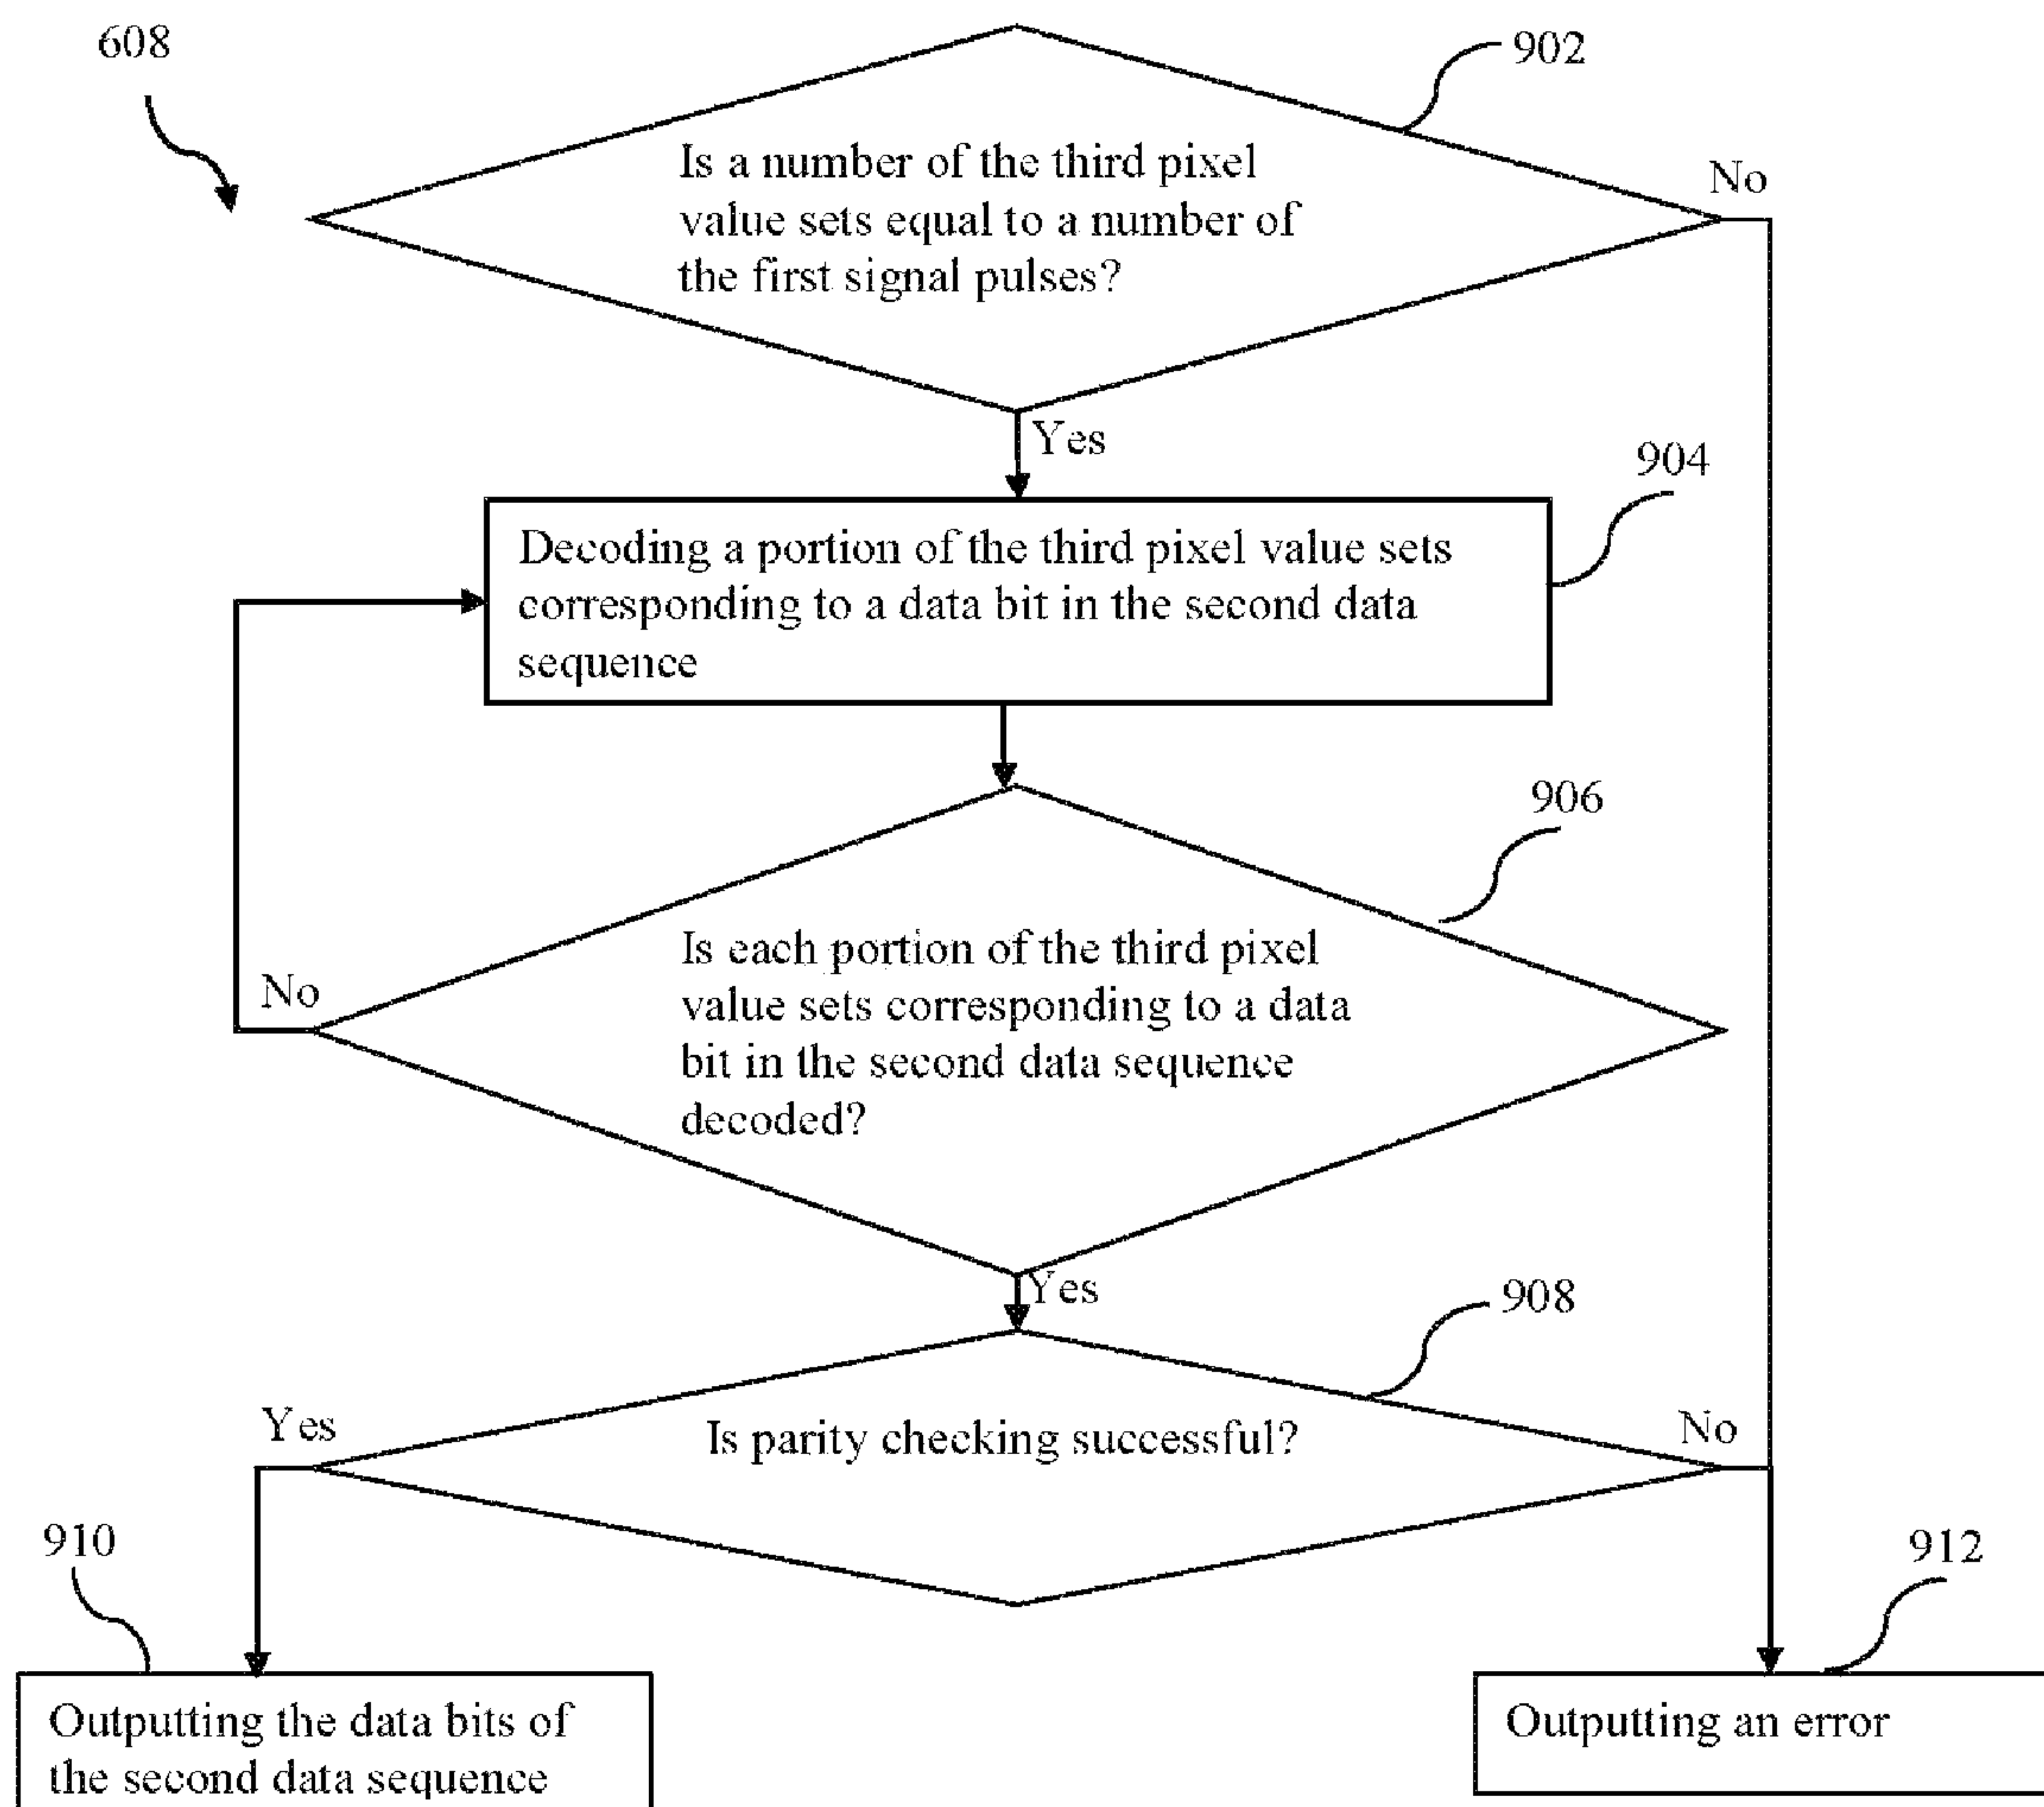 608
902
Is a number of the third pixel
value sets equal to a number of
the first signal pulses?
No
Yes
904
Decoding a portion of the third pixel value sets
corresponding to a data bit in the second data
sequence
906
Is each portion of the third pixel
value sets corresponding to a data
bit in the second data sequence
decoded?
No
Yes
908
Is parity checking successful?
Yes
No
910
912
Outputting the data bits of
the second data sequence
Outputting an error